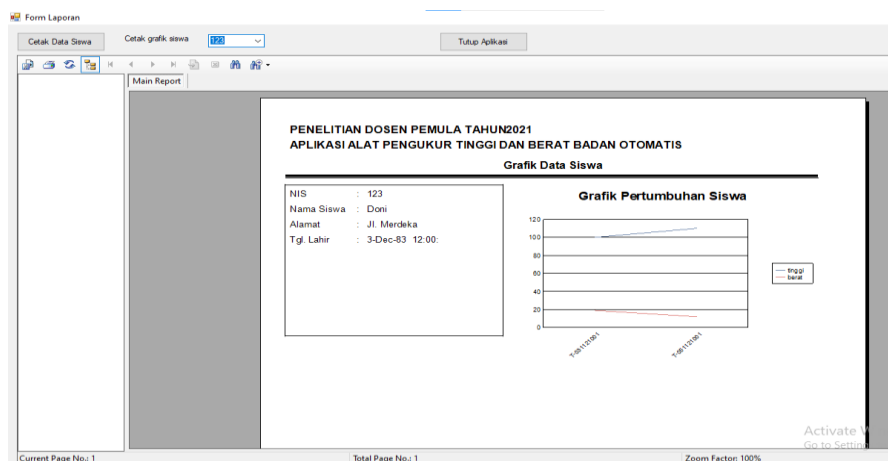 Form Laporan
Cetak Data Siswa Cetak grafik siswa 123 Tutup Aplikasi
Main Report
PENELITIAN DOSEN PEMULA TAHUN2021
APLIKASI ALAT PENGUKUR TINGGI DAN BERAT BADAN OTOMATIS
Grafik Data Siswa
NIS : 123
Nama Siswa : Doni
Alamat : Jl. Merdeka
Tgl. Lahir : 3-Dec-83 12:00:
Grafik Pertumbuhan Siswa
120
100
80
60
40
20
0
tinggi
berat
Activate
Go to Setting
Current Page No.: 1 Total Page No.: 1 Zoom Factor: 100%